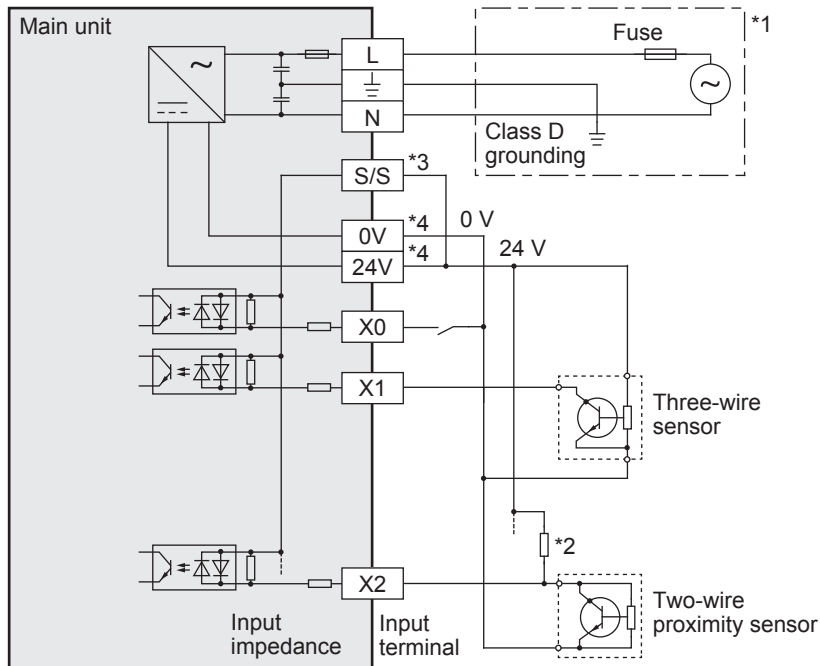 Main unit
L
N
S/S
0V
24V
X0
X1
X2
Input
impedance
Input
terminal
Fuse
*1
Class D
grounding
*3
*4
*4
0 V
24 V
Three-wire
sensor
*2
Two-wire
proximity sensor